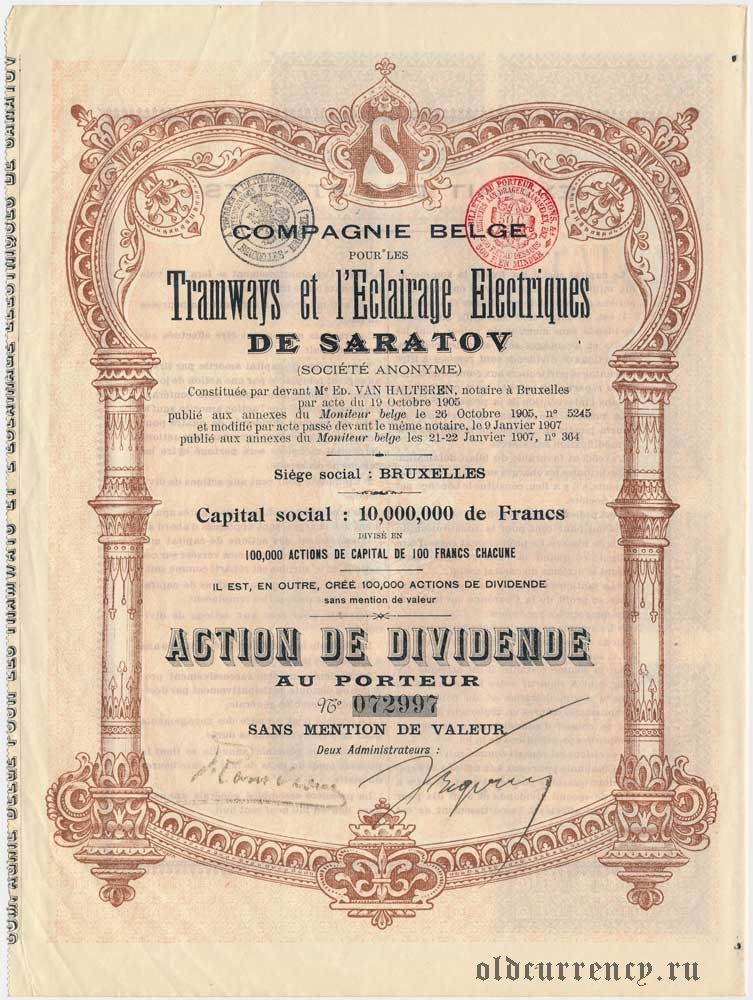 S
COMPAGNIE BELGE
POUR LES
Tramways et l'Eclairage Electriques
DE SARATOV
(SOCIÉTÉ ANONYME)
Constituée par devant Me ED. VAN HALTEREN, notaire à Bruxelles
par acte du 19 Octobre 1905
publié aux annexes du Moniteur belge le 26 Octobre 1905, n° 5245
et modifié par acte passé devant le même notaire, le 9 Janvier 1907
publié aux annexes du Moniteur belge les 21-22 Janvier 1907, n° 364
Siège social : BRUXELLES
Capital social : 10,000,000 de Francs
DIVISÉ EN
100,000 ACTIONS DE CAPITAL DE 100 FRANCS CHACUNE
IL EST, EN OUTRE, CRÉÉ 100,000 ACTIONS DE DIVIDENDE
sans mention de valeur
ACTION DE DIVIDENDE
AU PORTEUR
No 072997
SANS MENTION DE VALEUR
Deux Administrateurs :
oldcurrency.ru